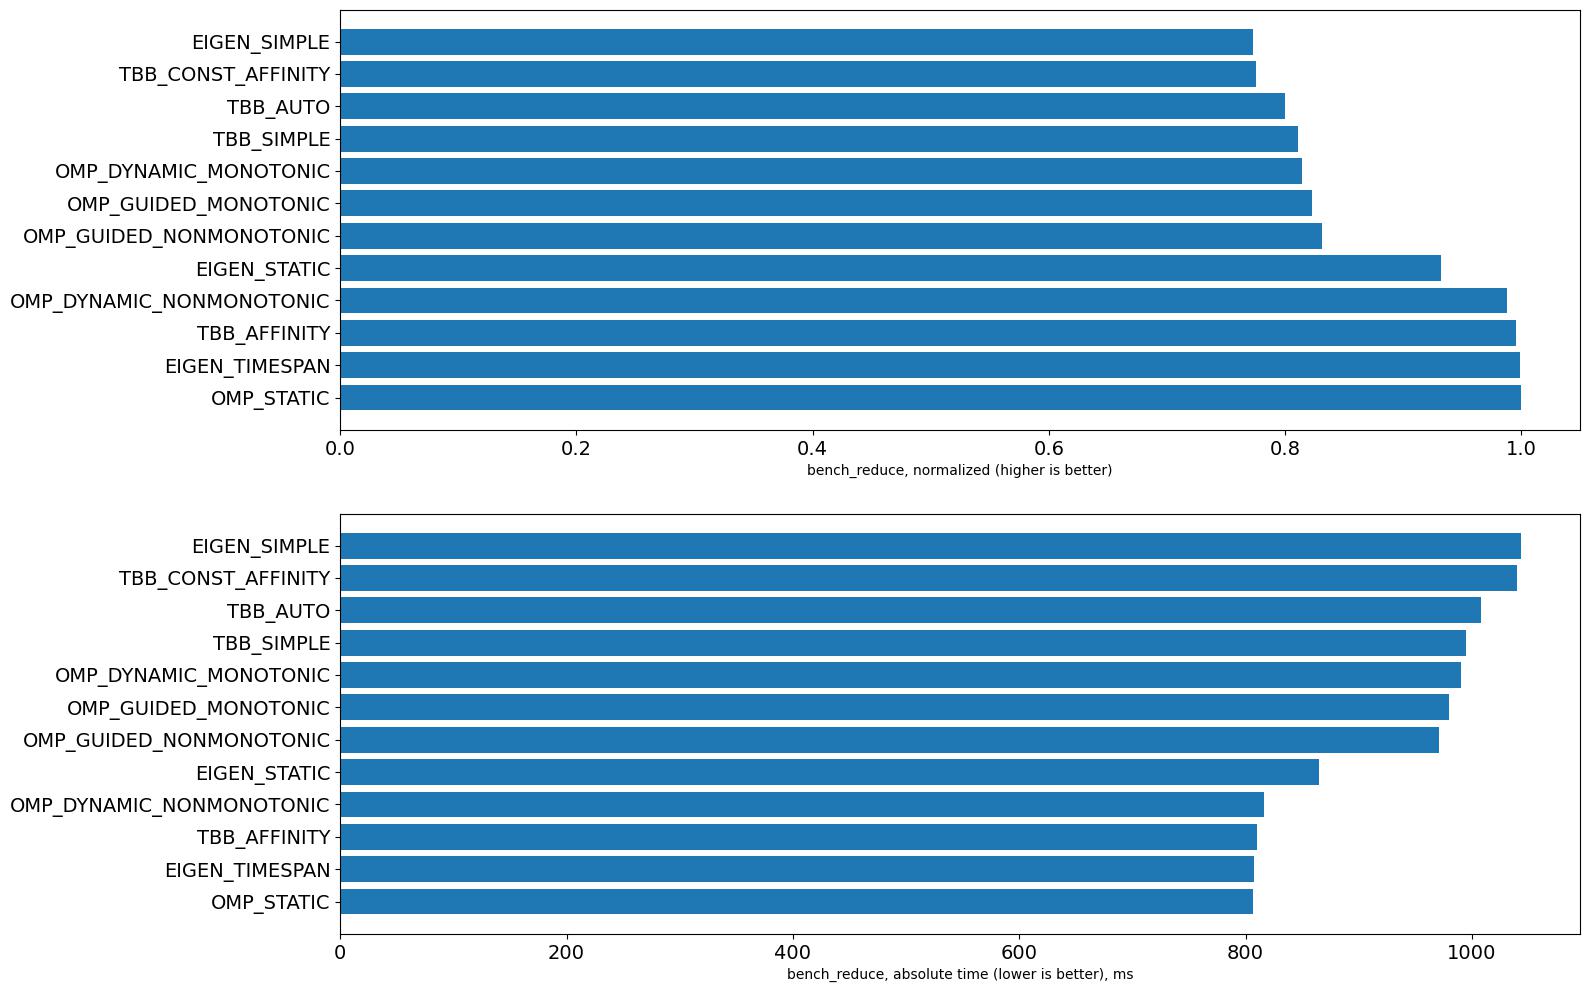 EIGEN_SIMPLE
TBB_CONST_AFFINITY
TBB_AUTO
TBB_SIMPLE
OMP_DYNAMIC_MONOTONIC
OMP_GUIDED_MONOTONIC
OMP_GUIDED_NONMONOTONIC
EIGEN_STATIC
OMP_DYNAMIC_NONMONOTONIC
TBB_AFFINITY
EIGEN_TIMESPAN
OMP_STATIC
0.0 0.2 0.4 0.6 0.8 1.0
bench_reduce, normalized (higher is better)
EIGEN_SIMPLE
TBB_CONST_AFFINITY
TBB_AUTO
TBB_SIMPLE
OMP_DYNAMIC_MONOTONIC
OMP_GUIDED_MONOTONIC
OMP_GUIDED_NONMONOTONIC
EIGEN_STATIC
OMP_DYNAMIC_NONMONOTONIC
TBB_AFFINITY
EIGEN_TIMESPAN
OMP_STATIC
0 200 400 600 800 1000
bench_reduce, absolute time (lower is better), ms